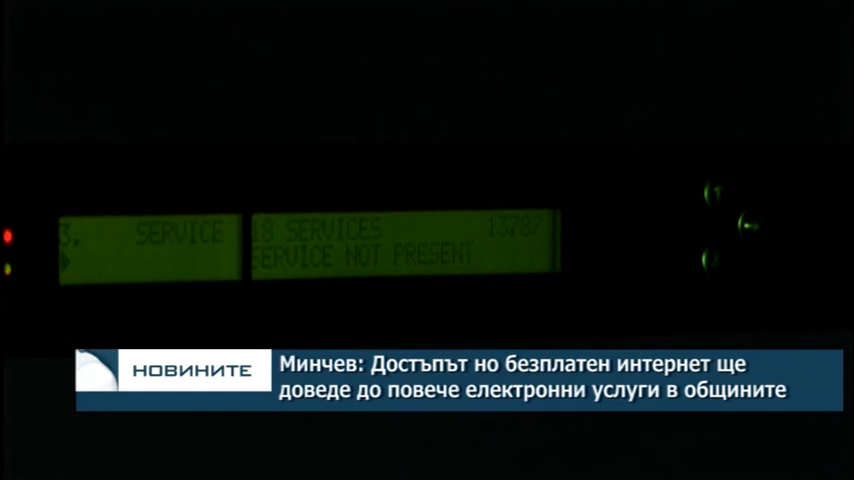 3. SERVICE
18 SERVICES 13787
SERVICE NOT PRESENT
НОВИНИТЕ
Минчев: Достъпът но безплатен интернет ще
доведе до повече електронни услуги в общините